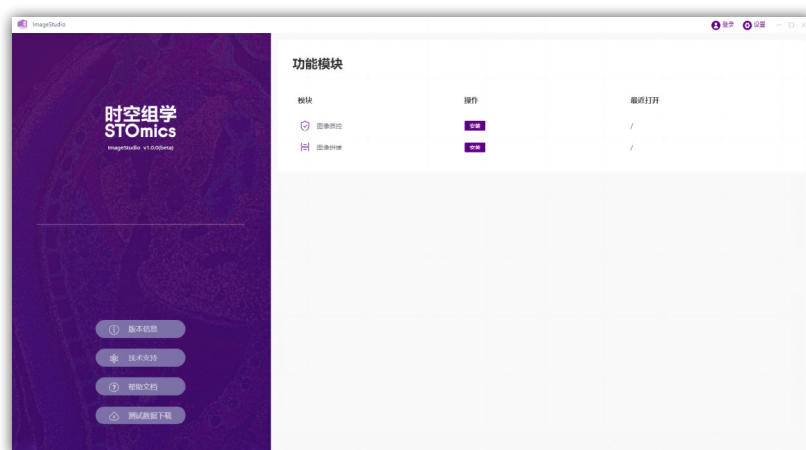 ImageStudio
登录
设置
时空组学
STOmics
ImageStudio v1.0.0(beta)
功能模块
模块 操作 最近打开
图像质控 安装 /
图像拼接 安装 /
版本信息
技术支持
帮助文档
测试数据下载